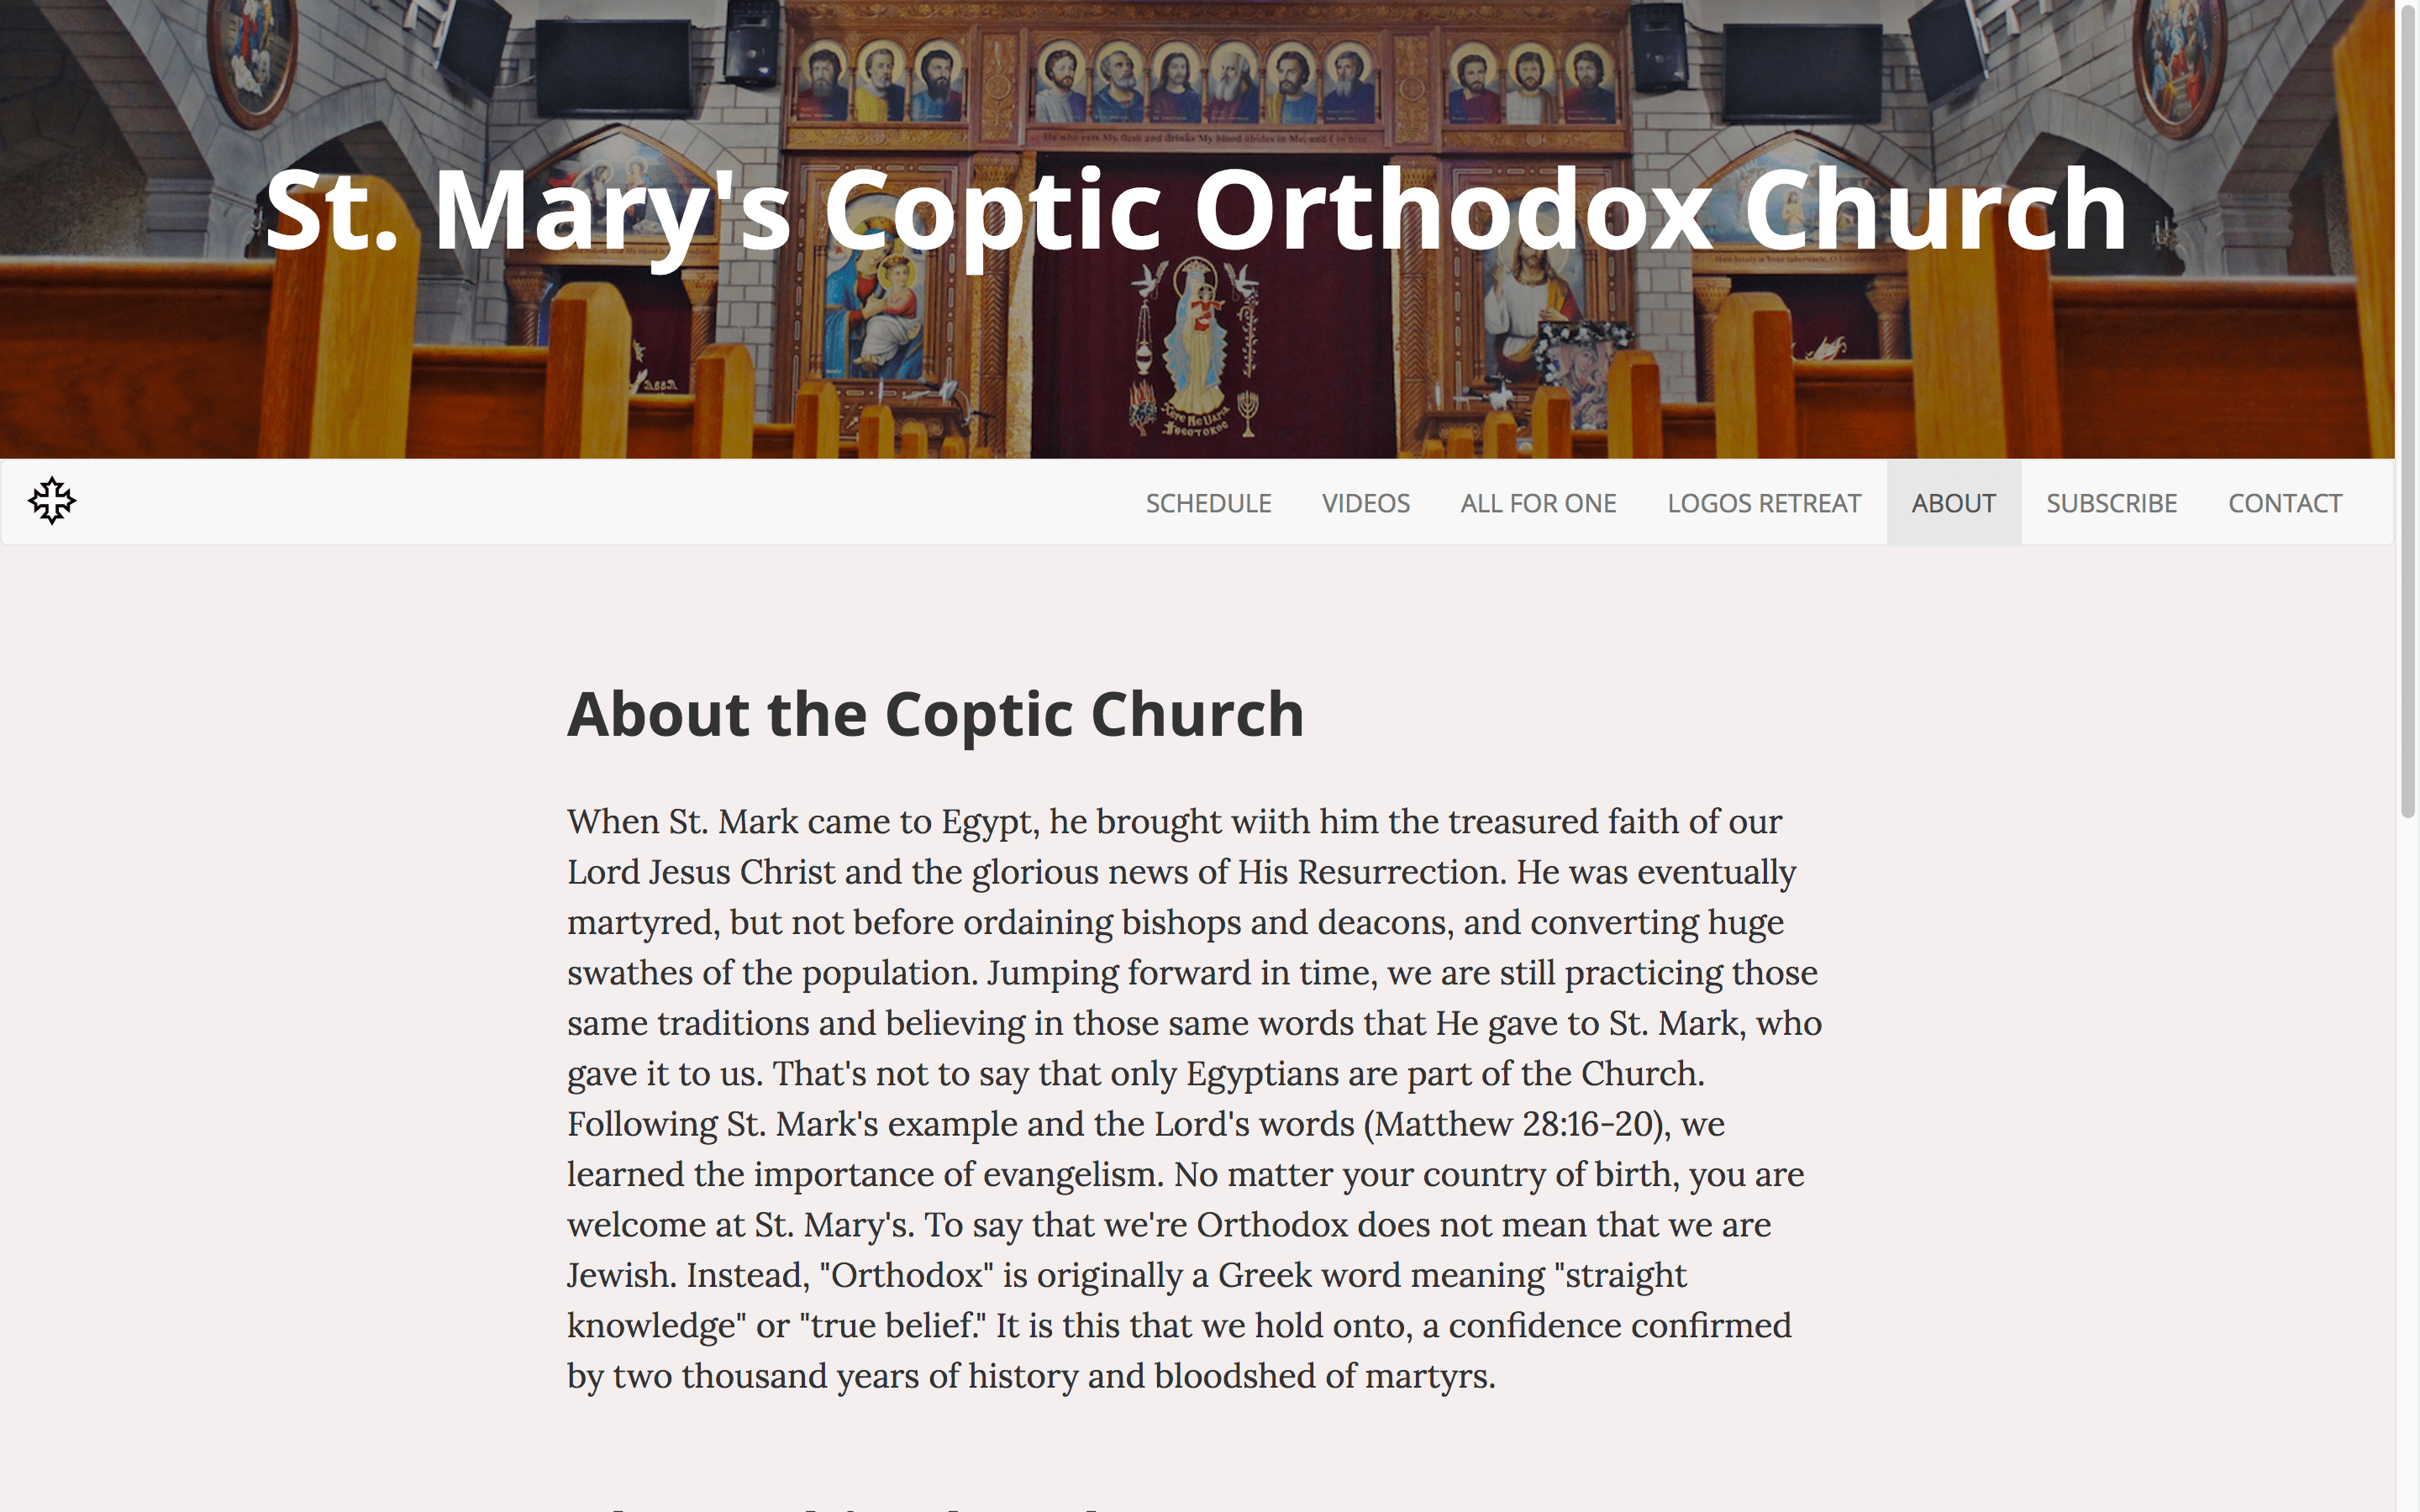 He who eats My flesh and drinks My blood abides in Me, and I in him
St. Mary's Coptic Orthodox Church
SCHEDULE VIDEOS ALL FOR ONE LOGOS RETREAT ABOUT SUBSCRIBE CONTACT
About the Coptic Church
When St. Mark came to Egypt, he brought wiith him the treasured faith of our
Lord Jesus Christ and the glorious news of His Resurrection. He was eventually
martyred, but not before ordaining bishops and deacons, and converting huge
swathes of the population. Jumping forward in time, we are still practicing those
same traditions and believing in those same words that He gave to St. Mark, who
gave it to us. That's not to say that only Egyptians are part of the Church.
Following St. Mark's example and the Lord's words (Matthew 28:16-20), we
learned the importance of evangelism. No matter your country of birth, you are
welcome at St. Mary's. To say that we're Orthodox does not mean that we are
Jewish. Instead, "Orthodox" is originally a Greek word meaning "straight
knowledge" or "true belief." It is this that we hold onto, a confidence confirmed
by two thousand years of history and bloodshed of martyrs.